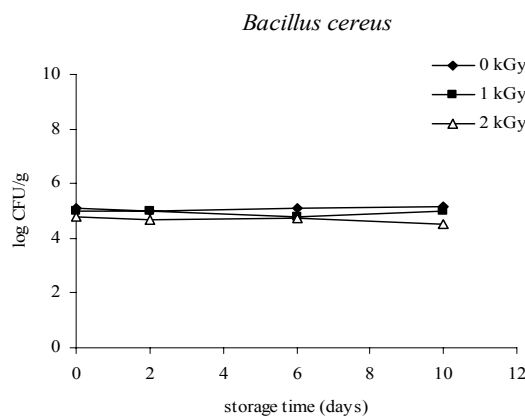 Bacillus cereus
0 kGy
1 kGy
2 kGy
10
8
6
4
2
0
log CFU/g
0 2 4 6 8 10 12
storage time (days)